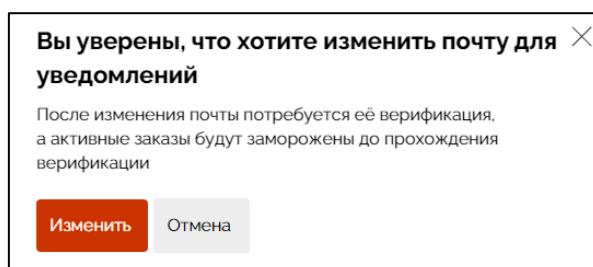 Вы уверены, что хотите изменить почту для
уведомлений
После изменения почты потребуется её верификация,
а активные заказы будут заморожены до прохождения
верификации
Изменить Отмена